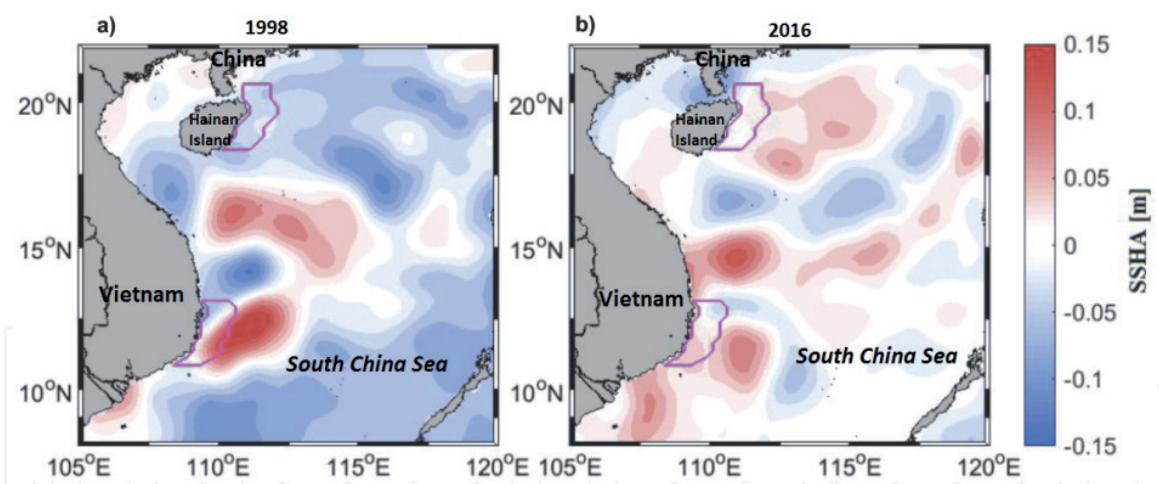 a)
1998
China
Hainan
Island
Vietnam
South China Sea
20°N
15°N
10°N
105°E
110°E
115°E
120°E
b)
2016
China
Hainan
Island
Vietnam
South China Sea
20°N
15°N
10°N
105°E
110°E
115°E
120°E
0.15
0.1
0.05
0
-0.05
-0.1
-0.15
SSHA [m]